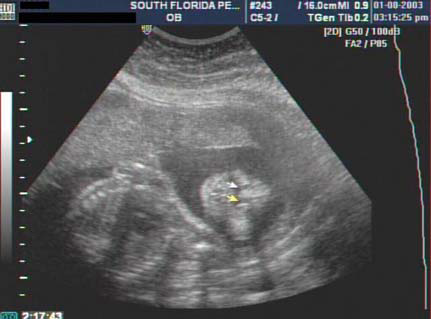 SOUTH FLORIDA PE... #243 / 16.0cm MI 0.9 01-08-2003
OB C5-2 / TGen TIb 0.2 03:15:25 pm
[2D] G50 / 100dB
FA2 / P85
2:17:43